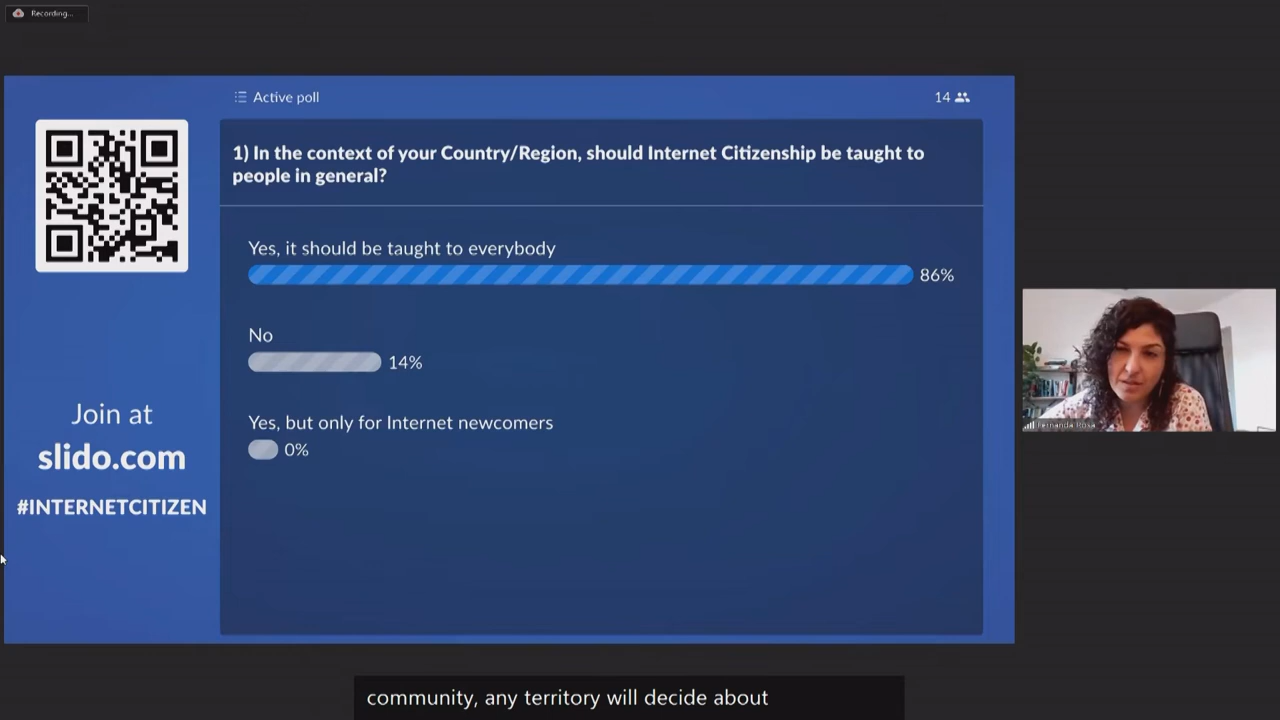 Recording...
Active poll
14
1) In the context of your Country/Region, should Internet Citizenship be taught to
people in general?
Yes, it should be taught to everybody
86%
No
14%
Yes, but only for Internet newcomers
0%
Join at
slido.com
#INTERNETCITIZEN
Fernanda Rosa
community, any territory will decide about